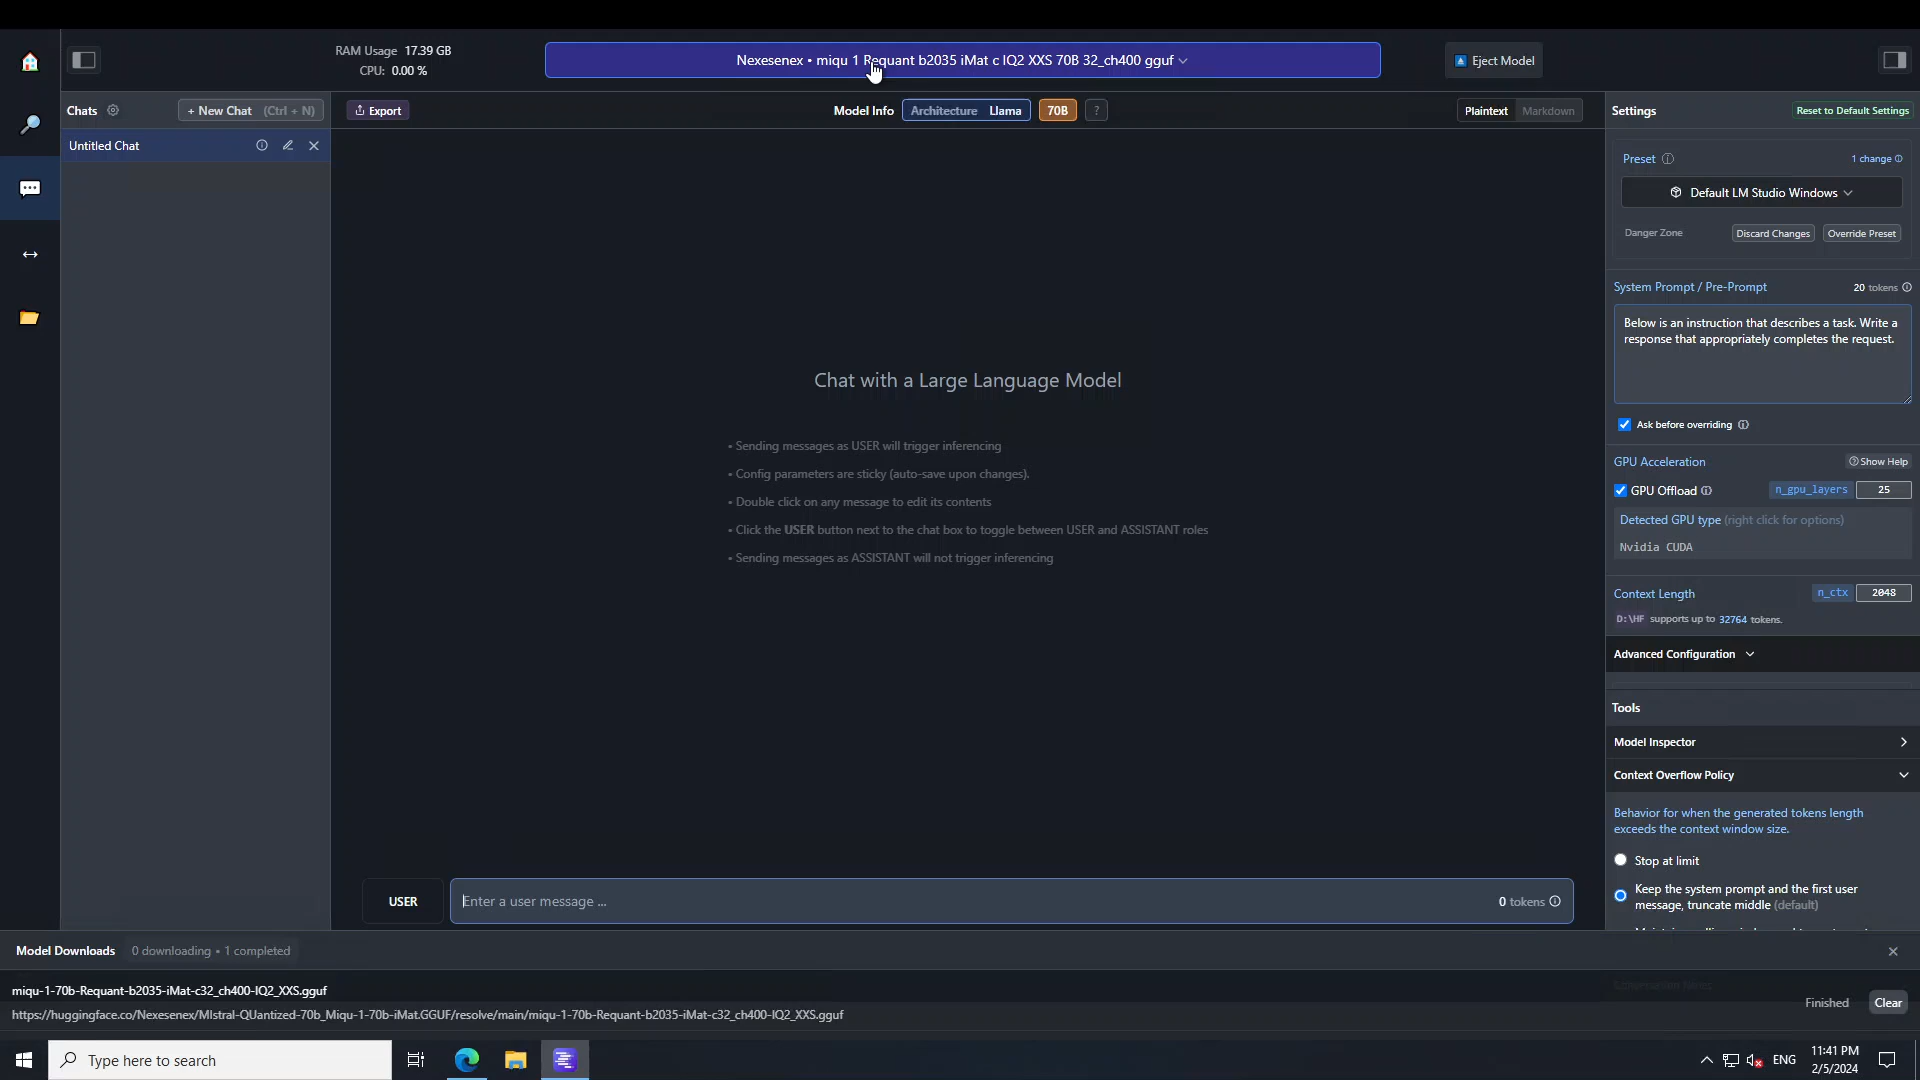 RAM Usage 17.39 GB
CPU: 0.00 %
Nexesenex • miqu 1 Requant b2035 iMat c IQ2 XXS 70B 32_ch400 gguf
Eject Model
Chats
+ New Chat (Ctrl + N)
Export
Model Info Architecture Llama 70B ?
Plaintext Markdown
Settings
Reset to Default Settings
Untitled Chat
Preset
1 change
Default LM Studio Windows
Danger Zone
Discard Changes
Override Preset
System Prompt / Pre-Prompt
20 tokens
Below is an instruction that describes a task. Write a
response that appropriately completes the request.
Ask before overriding
GPU Acceleration
Show Help
GPU Offload
n_gpu_layers 25
Detected GPU type (right click for options)
Nvidia CUDA
Context Length
n_ctx 2048
D:\HF supports up to 32764 tokens.
Advanced Configuration
Tools
Model Inspector
Context Overflow Policy
Behavior for when the generated tokens length
exceeds the context window size.
Stop at limit
Keep the system prompt and the first user
message, truncate middle (default)
Chat with a Large Language Model
• Sending messages as USER will trigger inferencing
• Config parameters are sticky (auto-save upon changes).
• Double click on any message to edit its contents
• Click the USER button next to the chat box to toggle between USER and ASSISTANT roles
• Sending messages as ASSISTANT will not trigger inferencing
USER
Enter a user message ...
0 tokens
Model Downloads 0 downloading • 1 completed
miqu-1-70b-Requant-b2035-iMat-c32_ch400-IQ2_XXS.gguf
https://huggingface.co/Nexesenex/MIstral-QUantized-70b_Miqu-1-70b-iMat.GGUF/resolve/main/miqu-1-70b-Requant-b2035-iMat-c32_ch400-IQ2_XXS.gguf
Finished
Clear
Type here to search
ENG
11:41 PM
2/5/2024